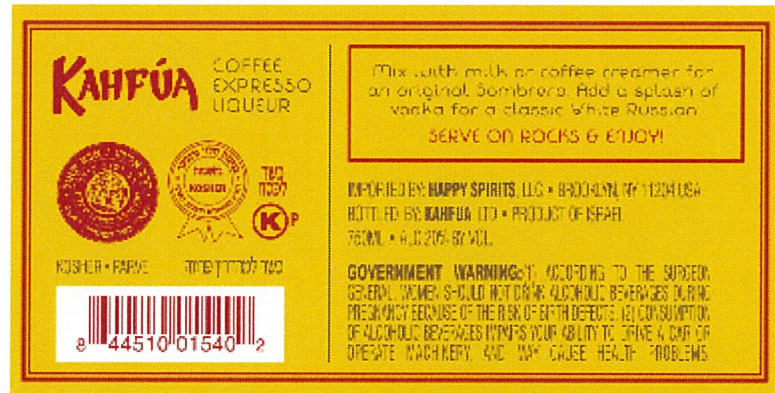 KAHFÚA
COFFEE
EXPRESSO
LIQUEUR
KOSHER
כשר
לפסח
K P
KOSHER • PARVE
כשר למהדרין פרווה
8 44510 01540 2
Mix with milk or coffee creamer for
an original Sombrero. Add a splash of
vodka for a classic White Russian
SERVE ON ROCKS & ENJOY!
IMPORTED BY: HAPPY SPIRITS, LLC • BROOKLYN, NY 11204 USA
BOTTLED BY: KAHFUA LTD • PRODUCT OF ISRAEL
750ML • ALC 20% BY VOL.
GOVERNMENT WARNING: (1) ACCORDING TO THE SURGEON
GENERAL, WOMEN SHOULD NOT DRINK ALCOHOLIC BEVERAGES DURING
PREGNANCY BECAUSE OF THE RISK OF BIRTH DEFECTS. (2) CONSUMPTION
OF ALCOHOLIC BEVERAGES IMPAIRS YOUR ABILITY TO DRIVE A CAR OR
OPERATE MACHINERY, AND MAY CAUSE HEALTH PROBLEMS.